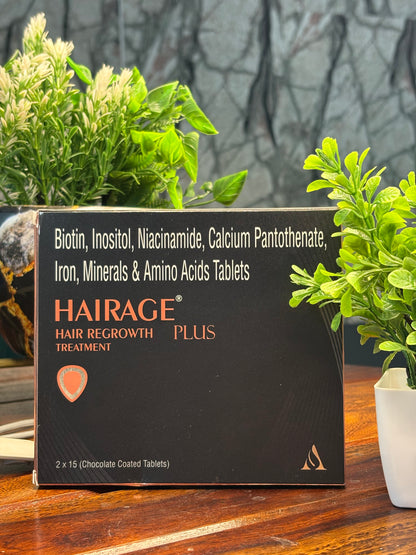 Biotin, Inositol, Niacinamide, Calcium Pantothenate,
Iron, Minerals & Amino Acids Tablets
HAIRAGE® PLUS
HAIR REGROWTH
TREATMENT
2 x 15 (Chocolate Coated Tablets)